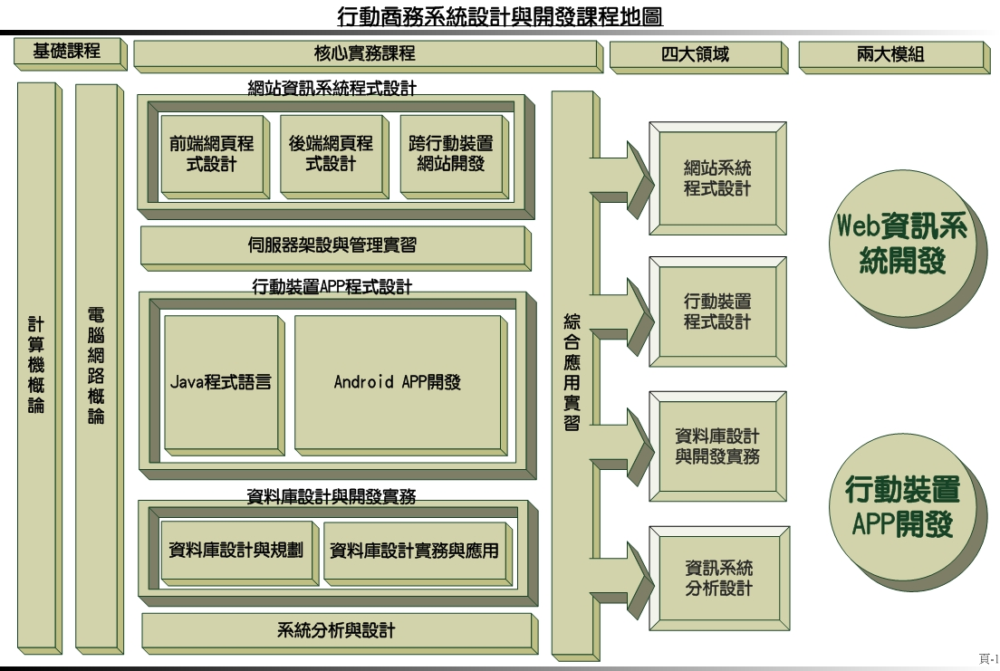 行動商務系統設計與開發課程地圖
基礎課程
核心實務課程
四大領域
兩大模組
計算機概論
電腦網路概論
網站資訊系統程式設計
前端網頁程
式設計
後端網頁程
式設計
跨行動裝置
網站開發
伺服器架設與管理實習
行動裝置APP程式設計
Java程式語言
Android APP開發
資料庫設計與開發實務
資料庫設計與規劃
資料庫設計實務與應用
系統分析與設計
綜合應用實習
網站系統
程式設計
行動裝置
程式設計
資料庫設計
與開發實務
資訊系統
分析設計
Web資訊系
統開發
行動裝置
APP開發
頁-1